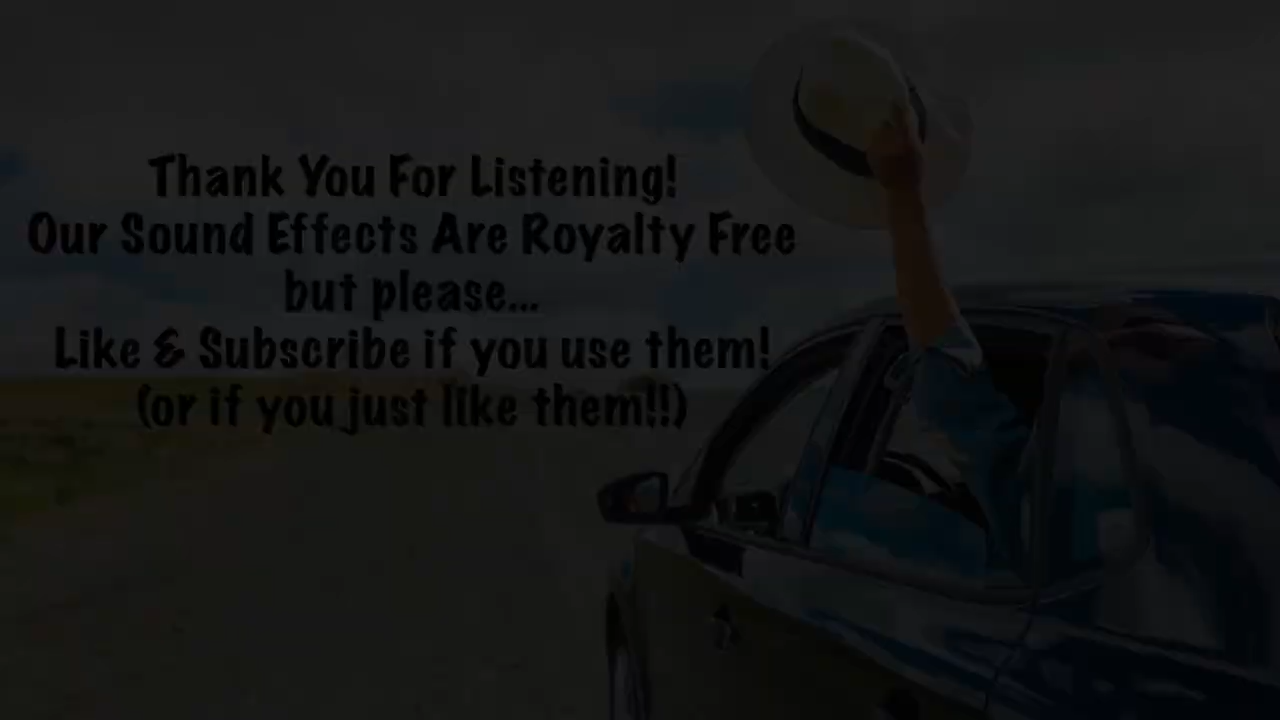 Thank You For Listening!
Our Sound Effects Are Royalty Free
but please...
Like & Subscribe if you use them!
(or if you just like them!!)